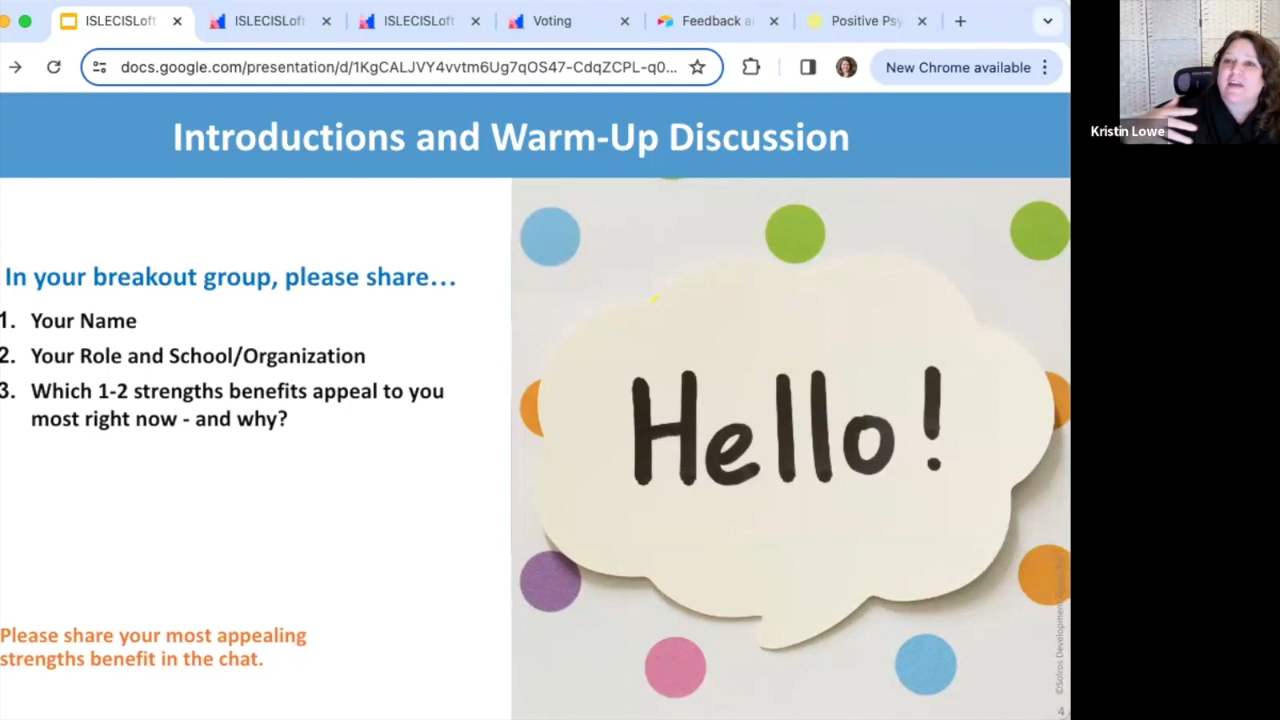 ISLECISLoft
ISLECISLoft
ISLECISLoft
Voting
Feedback a
Positive Psy
docs.google.com/presentation/d/1KgCALJVY4vvtm6Ug7qOS47-CdqZCPL-q0...
New Chrome available
Kristin Lowe
Introductions and Warm-Up Discussion
In your breakout group, please share…
1. Your Name
2. Your Role and School/Organization
3. Which 1-2 strengths benefits appeal to you
most right now - and why?
Hello!
Please share your most appealing
strengths benefit in the chat.
4